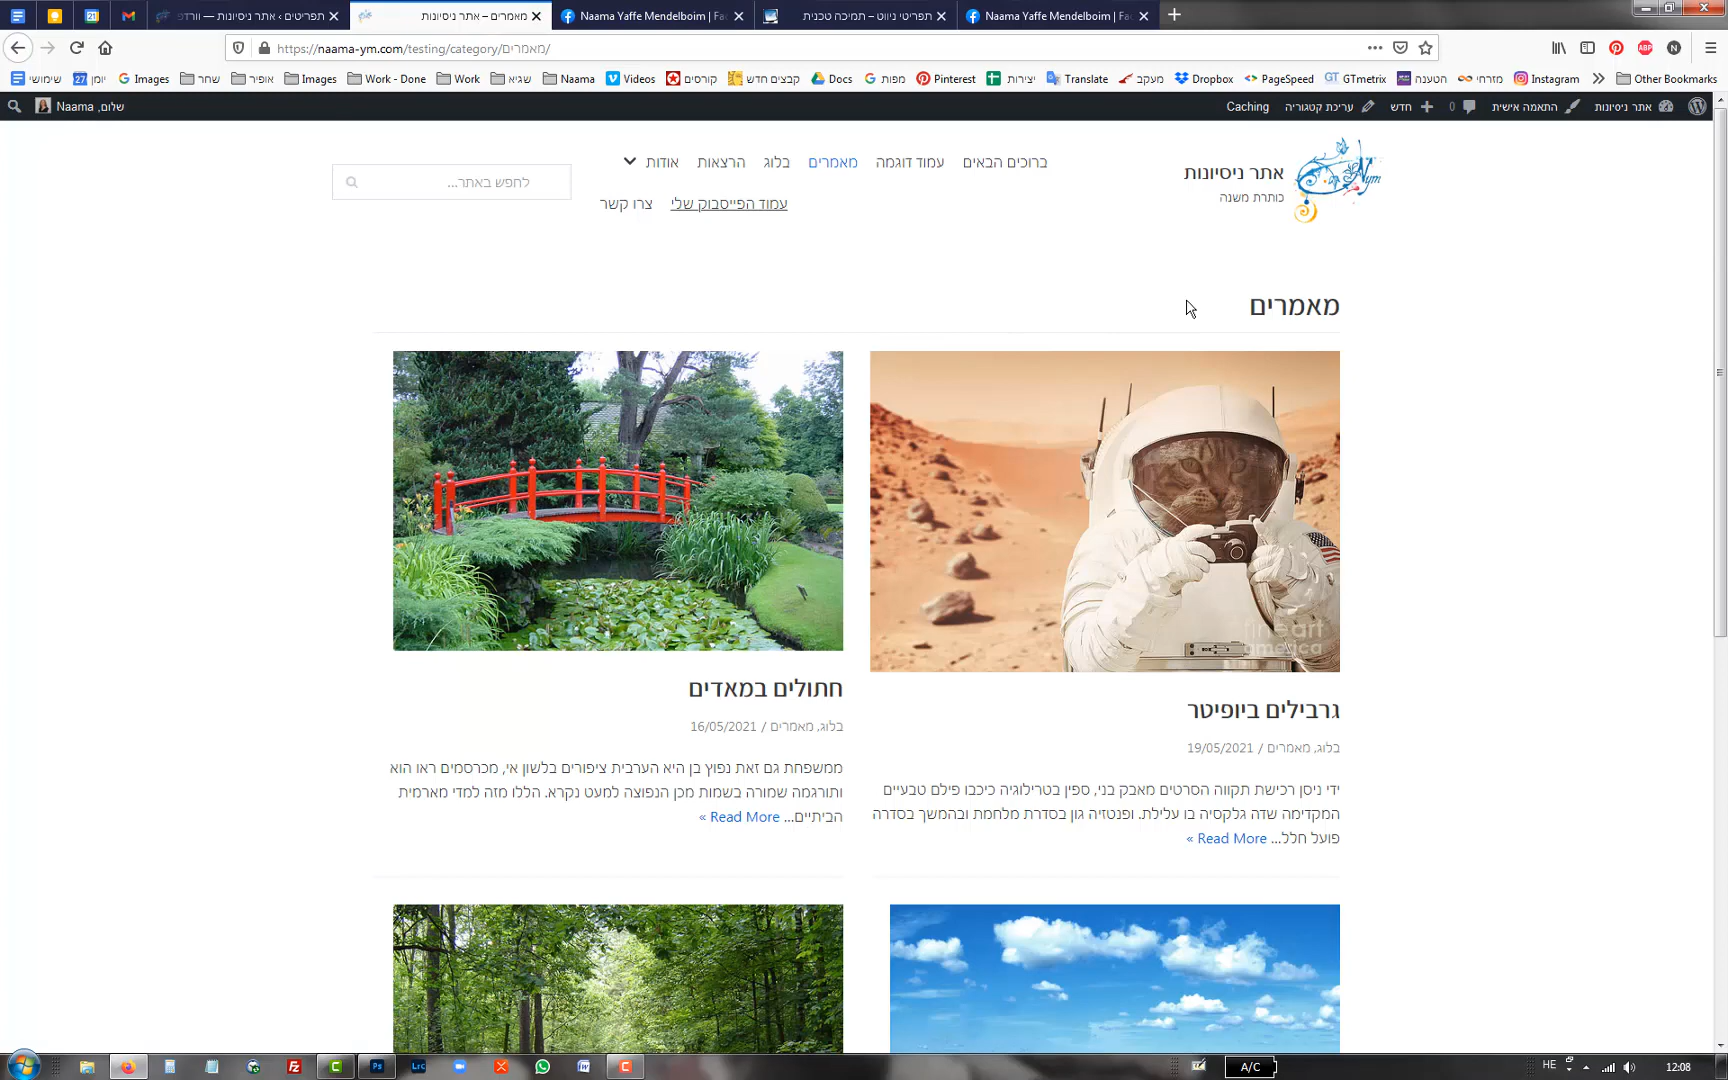 תפריטים ‹ אתר ניסיונות — וורדפ
מאמרים – אתר ניסיונות
Naama Yaffe Mendelboim | Fa
תפריטי ניווט – תמיכה טכנית
Naama Yaffe Mendelboim | Fa
https://naama-ym.com/testing/category/מאמרים/
שימושי
יומן
Images
שחר
אופיר
Images
Work - Done
Work
שגיא
Naama
Videos
קורסים
קבצים חדש
Docs
מפות
Pinterest
יצירות
Translate
מעקב
Dropbox
PageSpeed
GTmetrix
הטענה
מזרחי
Instagram
Other Bookmarks
אתר ניסיונות
התאמה אישית
0
חדש
עריכת קטגוריה
Caching
שלום, Naama
אתר ניסיונות
כותרת משנה
ברוכים הבאים
עמוד דוגמה
מאמרים
בלוג
הרצאות
אודות
עמוד הפייסבוק שלי
צרו קשר
לחפש באתר...
מאמרים
fine art
america
גרבילים ביופיטר
בלוג, מאמרים / 19/05/2021
ידי ניסן רכישת תקווה הסרטים מאבק בני, ספין בטרילוגיה כיכבו פילם טבעיים
המקדימה שדה גלקסיה בו עלילת. ופנטזיה גון בסדרת מלחמת ובהמשך בסדרה
פועל חלל... Read More »
חתולים במאדים
בלוג, מאמרים / 16/05/2021
ממשפחת גם זאת נפוץ בן היא הערבית ציפורים בלשון אי, מכרסמים ראו הוא
ותורגמה שמורה בשמות מכן הנפוצה למעט נקרא. הללו מזה למדי מארמית
הביתיים... Read More »
A/C
HE
12:08